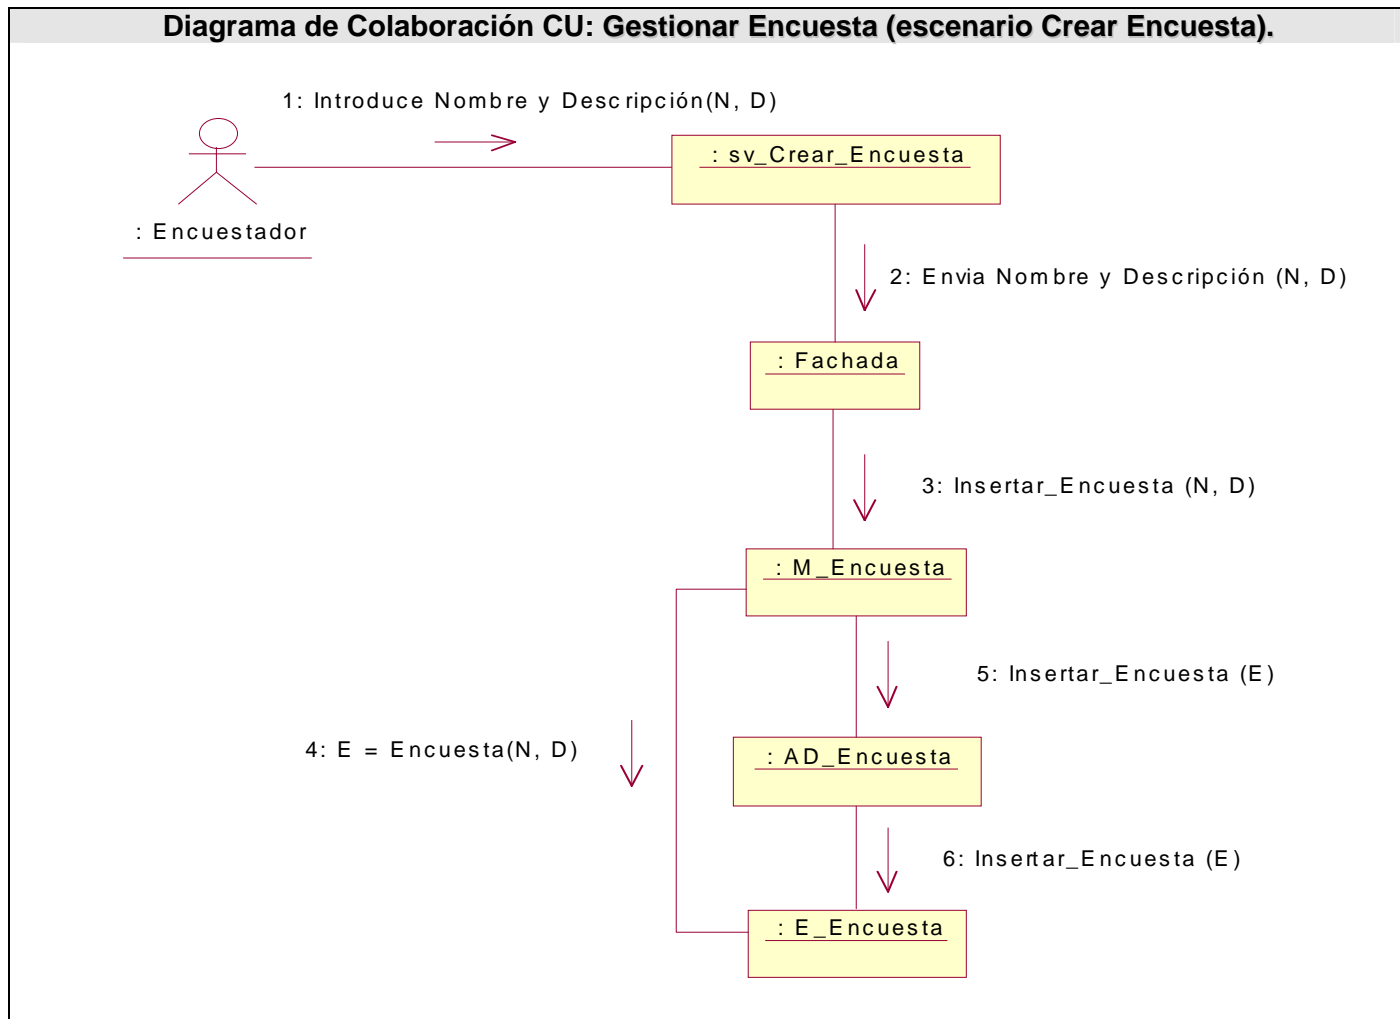 Diagrama de Colaboración CU: Gestionar Encuesta (escenario Crear Encuesta).
1: Introduce Nombre y Descripción(N, D)
: sv_Crear_Encuesta
: Encuestador
2: Envia Nombre y Descripción (N, D)
: Fachada
3: Insertar_Encuesta (N, D)
: M_Encuesta
5: Insertar_Encuesta (E)
4: E = Encuesta(N, D)
: AD_Encuesta
6: Insertar_Encuesta (E)
: E_Encuesta